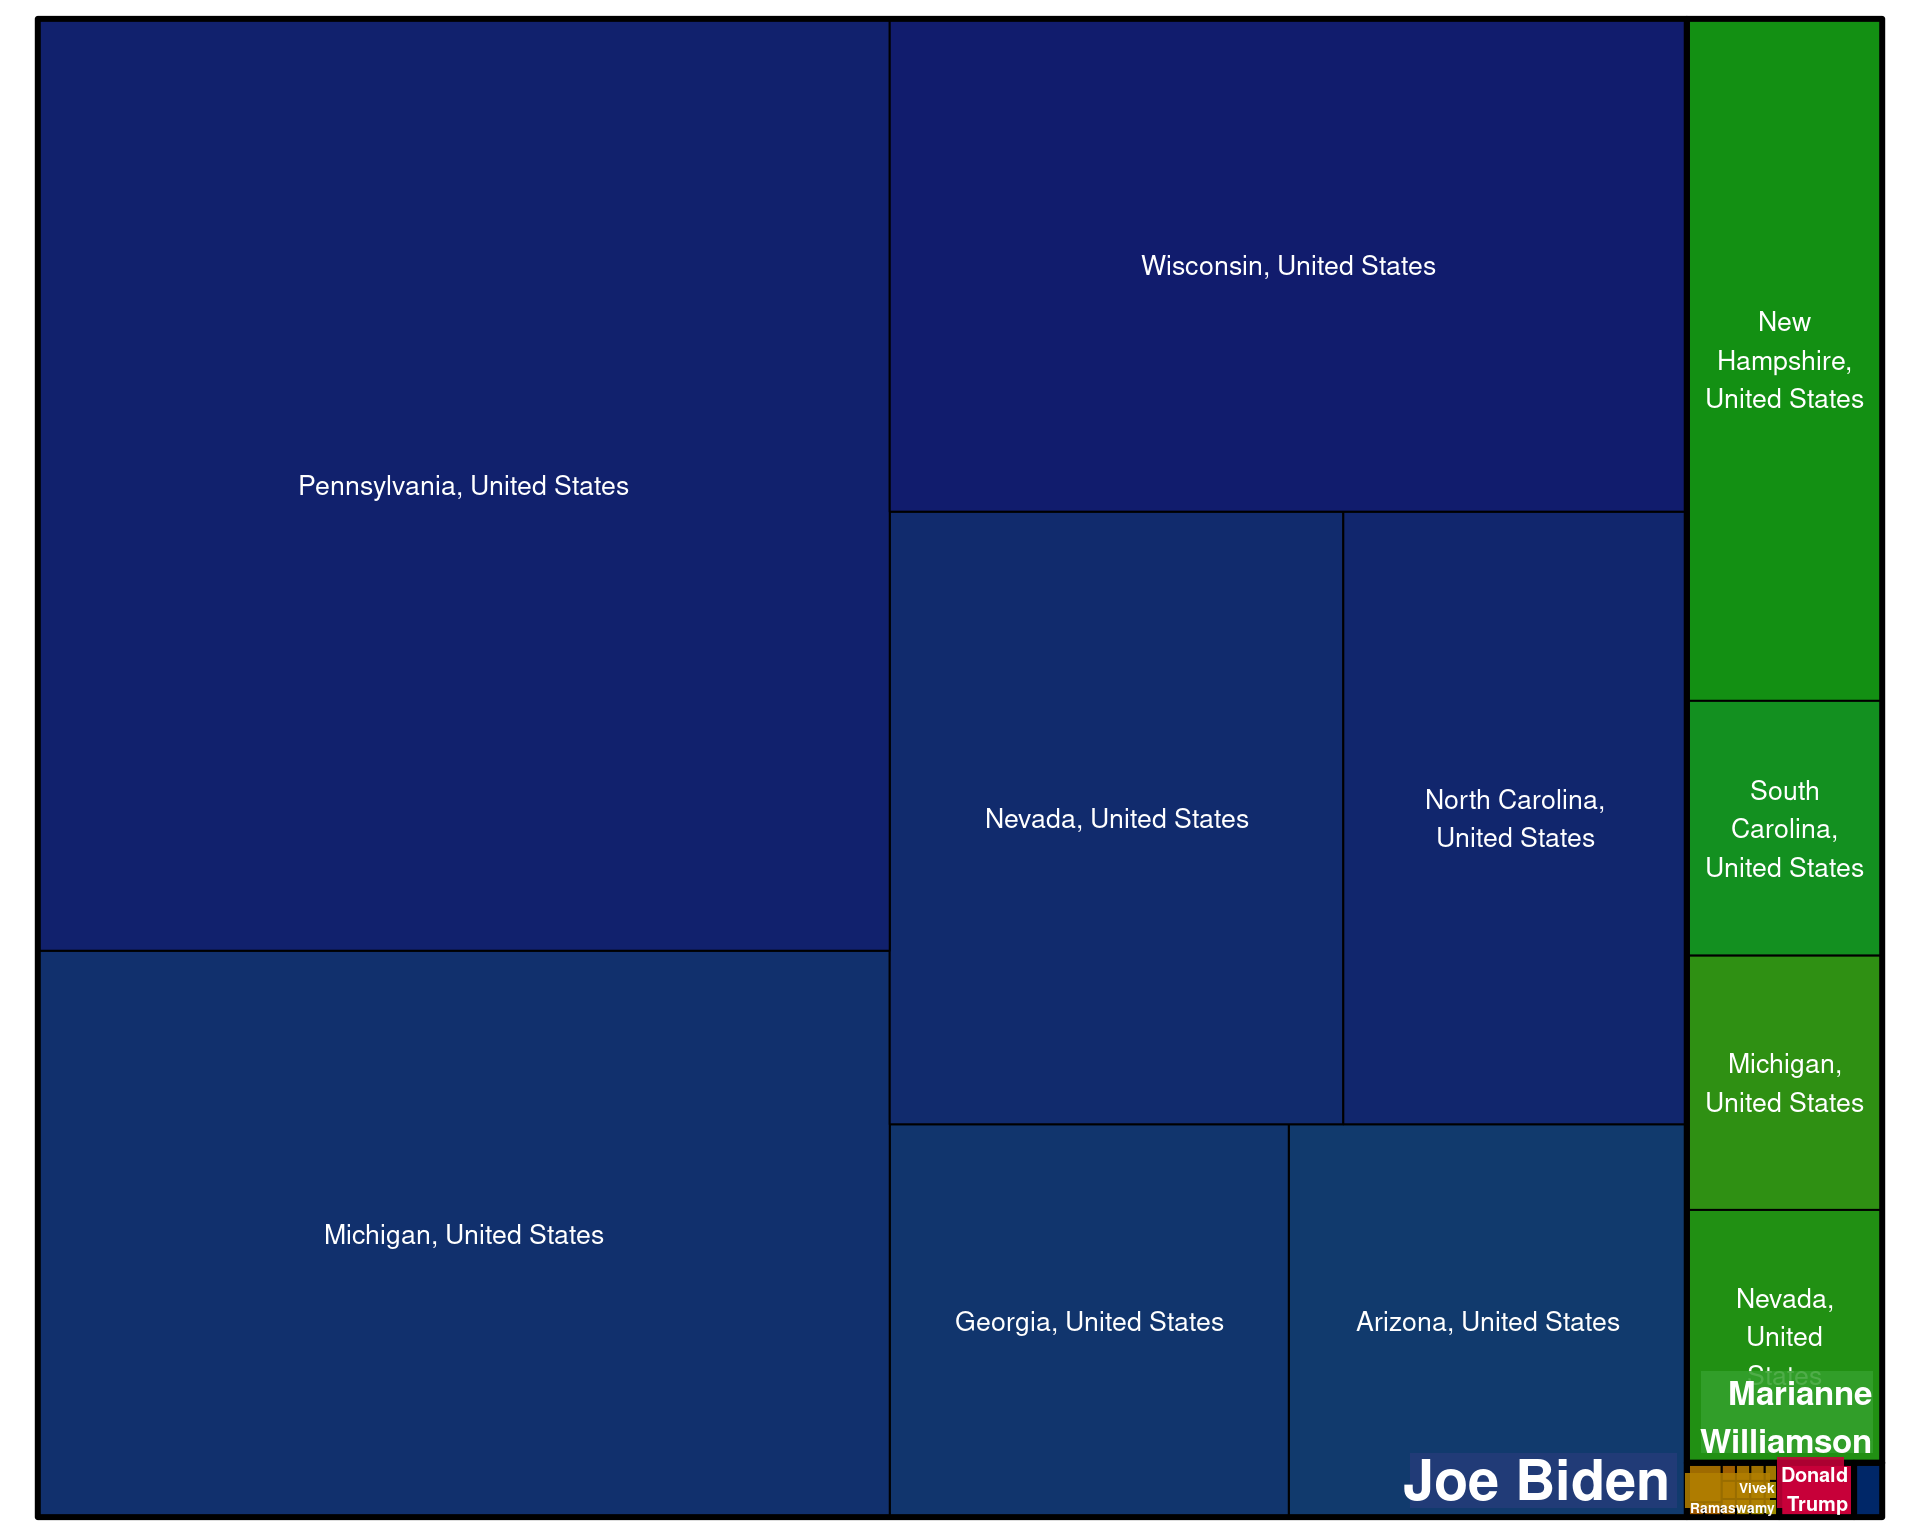 Pennsylvania, United States
Michigan, United States
Wisconsin, United States
Nevada, United States
North Carolina,
United States
Georgia, United States
Arizona, United States
Joe Biden
New
Hampshire,
United States
South
Carolina,
United States
Michigan,
United States
Nevada,
United
States
Marianne
Williamson
Vivek
Ramaswamy
Donald
Trump